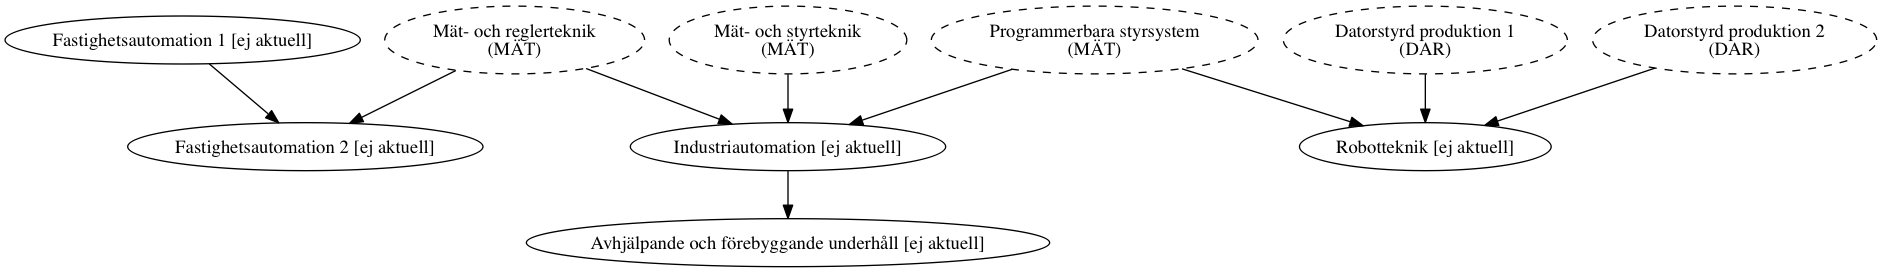 Fastighetsautomation 1 [ej aktuell]
Mät- och reglerteknik
(MÄT)
Mät- och styrteknik
(MÄT)
Programmerbara styrsystem
(MÄT)
Datorstyrd produktion 1
(DAR)
Datorstyrd produktion 2
(DAR)
Fastighetsautomation 2 [ej aktuell]
Industriautomation [ej aktuell]
Robotteknik [ej aktuell]
Avhjälpande och förebyggande underhåll [ej aktuell]